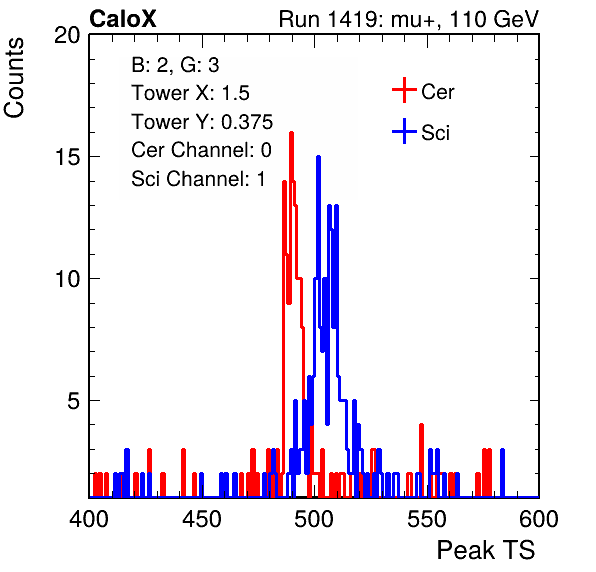 CaloX Run 1419: mu+, 110 GeV
Counts
20
15
10
5
B: 2, G: 3
Tower X: 1.5
Tower Y: 0.375
Cer Channel: 0
Sci Channel: 1
Cer
Sci
400 450 500 550 600
Peak TS